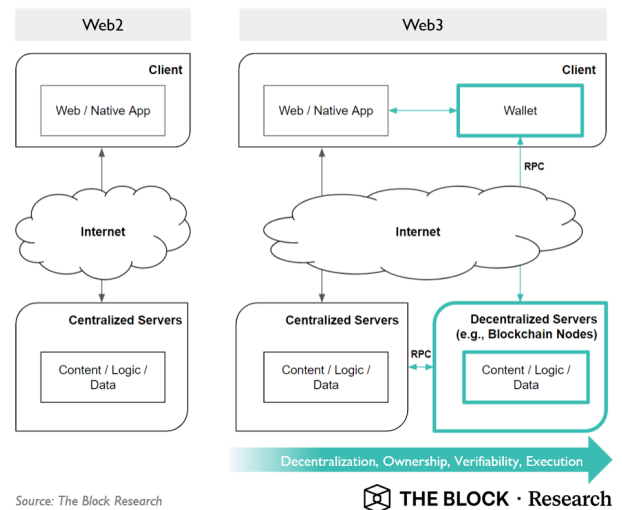 Web2
Web3
Client
Web / Native App
Internet
Centralized Servers
Content / Logic /
Data
Client
Web / Native App
Wallet
RPC
Internet
Centralized Servers
Content / Logic /
Data
RPC
Decentralized Servers
(e.g., Blockchain Nodes)
Content / Logic /
Data
Decentralization, Ownership, Verifiability, Execution
Source: The Block Research
THE BLOCK · Research